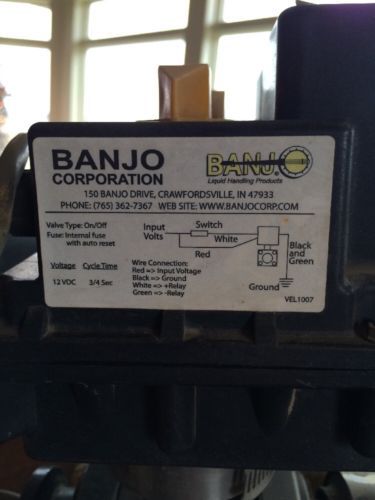 BANJO
CORPORATION
BANJO
Liquid Handling Products
150 BANJO DRIVE, CRAWFORDSVILLE, IN 47933
PHONE: (765) 362-7367 WEB SITE: WWW.BANJOCORP.COM
Valve Type: On/Off
Fuse: Internal fuse
with auto reset
Voltage Cycle Time
12 VDC 3/4 Sec
Input
Volts
Switch
White
Red
Black
and
Green
Ground
Wire Connection:
Red => Input Voltage
Black => Ground
White => +Relay
Green => -Relay
VEL1007